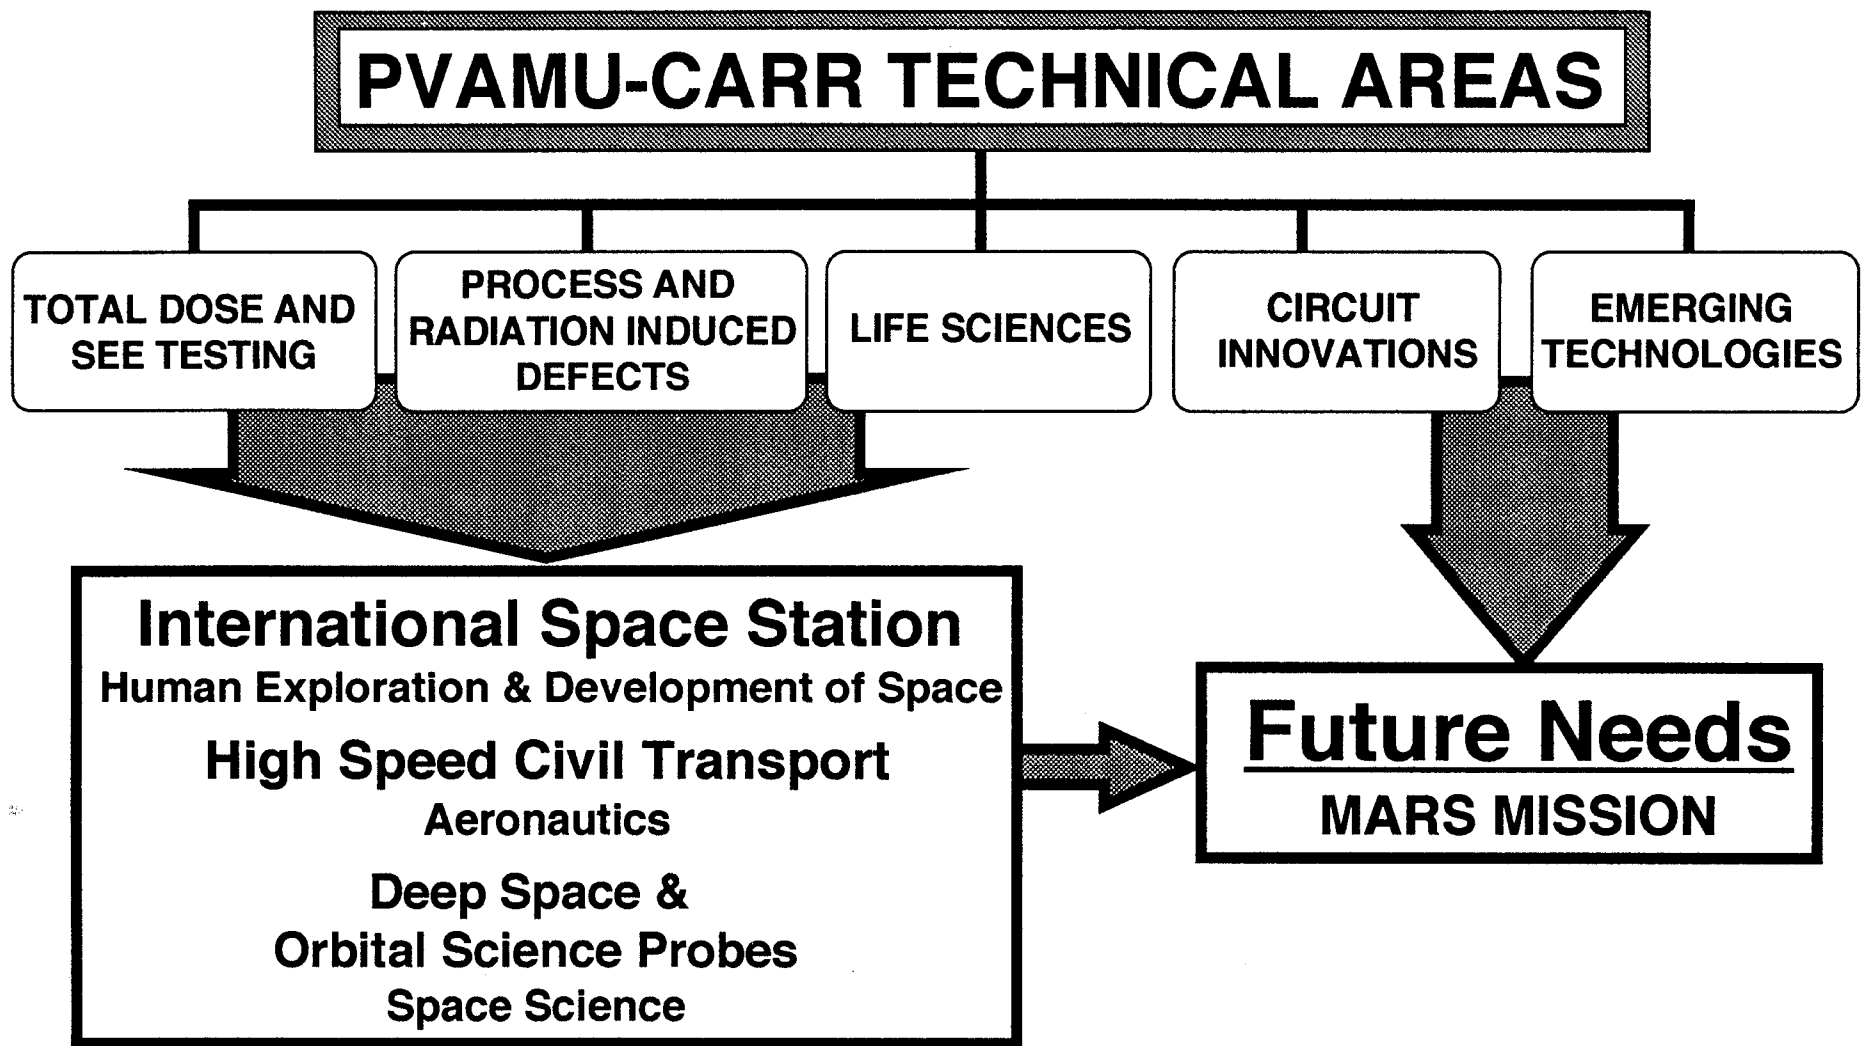 PVAMU-CARR TECHNICAL AREAS
TOTAL DOSE AND
SEE TESTING
PROCESS AND
RADIATION INDUCED
DEFECTS
LIFE SCIENCES
CIRCUIT
INNOVATIONS
EMERGING
TECHNOLOGIES
International Space Station
Human Exploration & Development of Space
High Speed Civil Transport
Aeronautics
Deep Space &
Orbital Science Probes
Space Science
Future Needs
MARS MISSION